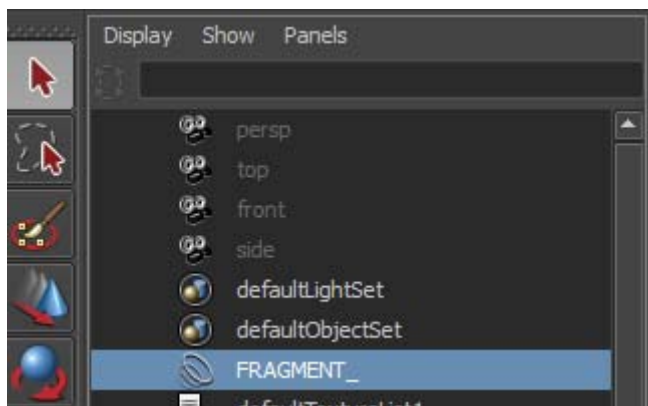 Display Show Panels
persp
top
front
side
defaultLightSet
defaultObjectSet
FRAGMENT_